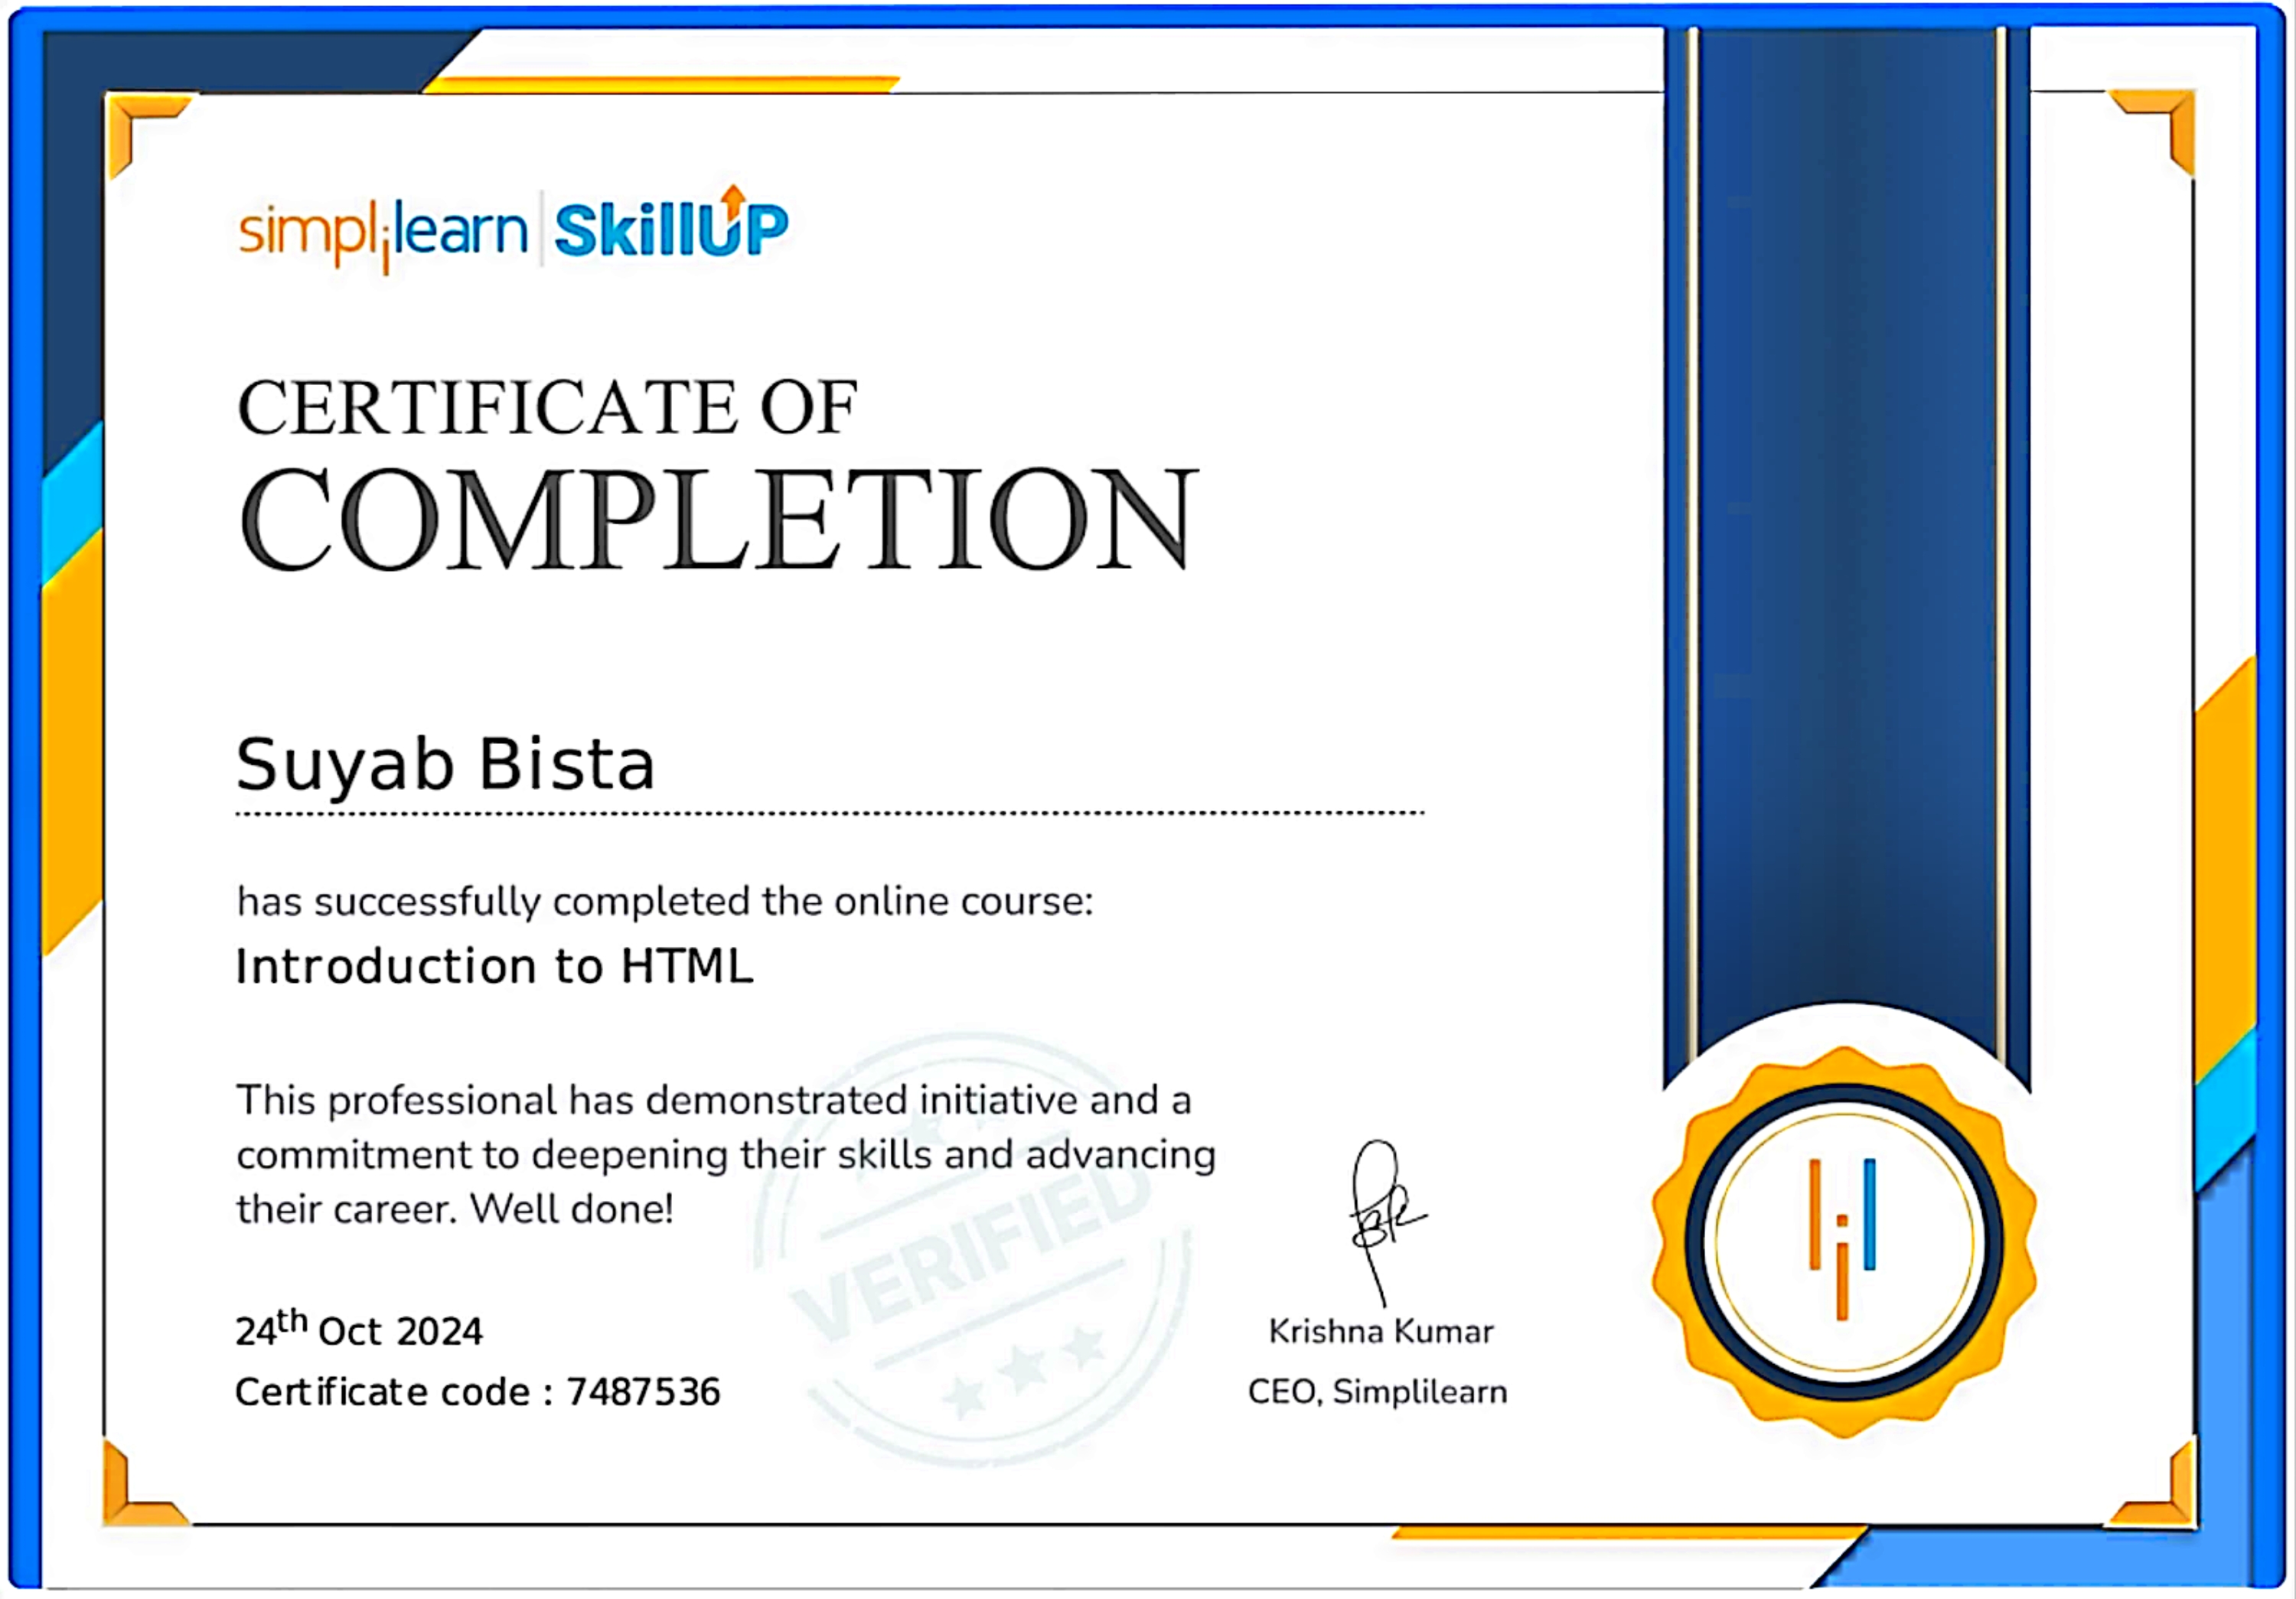 simplilearn | SkillUP
CERTIFICATE OF
COMPLETION
Suyab Bista
has successfully completed the online course:
Introduction to HTML
This professional has demonstrated initiative and a
commitment to deepening their skills and advancing
their career. Well done!
VERIFIED
24th Oct 2024
Certificate code : 7487536
Krishna Kumar
CEO, Simplilearn